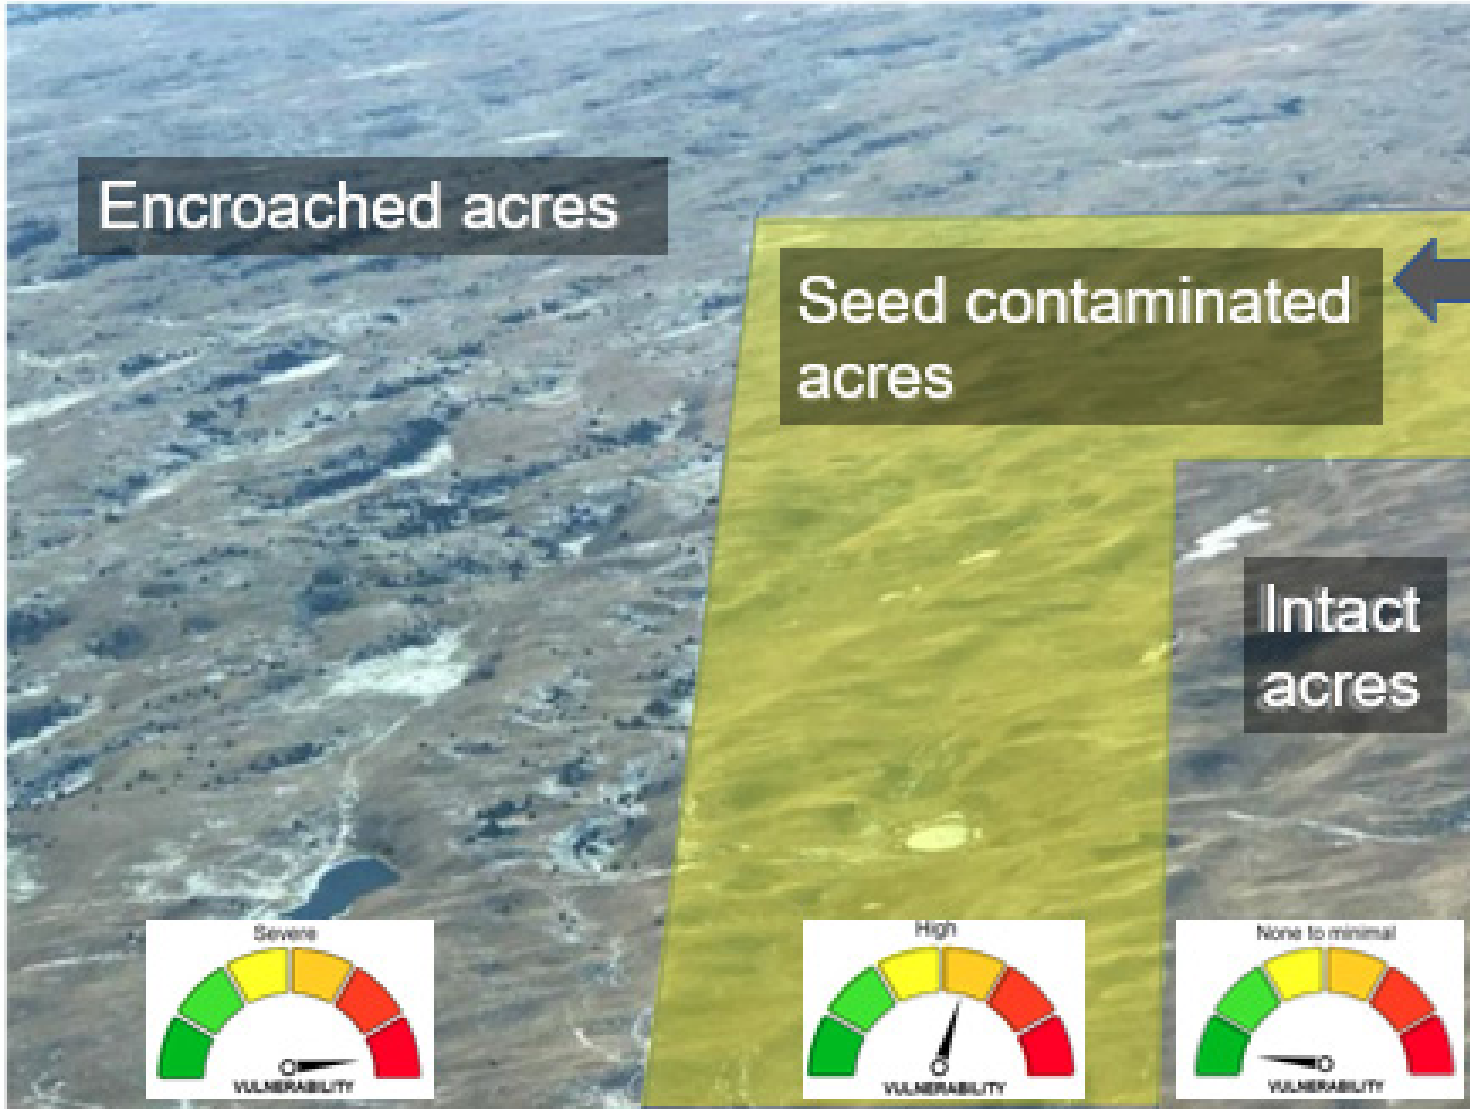 Encroached acres
Seed contaminated
acres
Intact
acres
Severe
VULNERABILITY
High
VULNERABILITY
None to minimal
VULNERABILITY